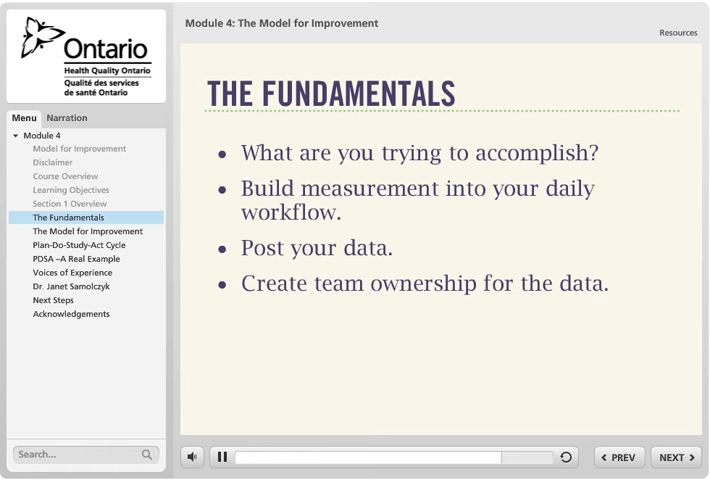 Ontario
Health Quality Ontario
Qualité des services
de santé Ontario
Module 4: The Model for Improvement
Resources
Menu
Narration
Module 4
Model for Improvement
Disclaimer
Course Overview
Learning Objectives
Section 1 Overview
The Fundamentals
The Model for Improvement
Plan-Do-Study-Act Cycle
PDSA –A Real Example
Voices of Experience
Dr. Janet Samolczyk
Next Steps
Acknowledgements
Search...
THE FUNDAMENTALS
• What are you trying to accomplish?
• Build measurement into your daily
workflow.
• Post your data.
• Create team ownership for the data.
PREV
NEXT